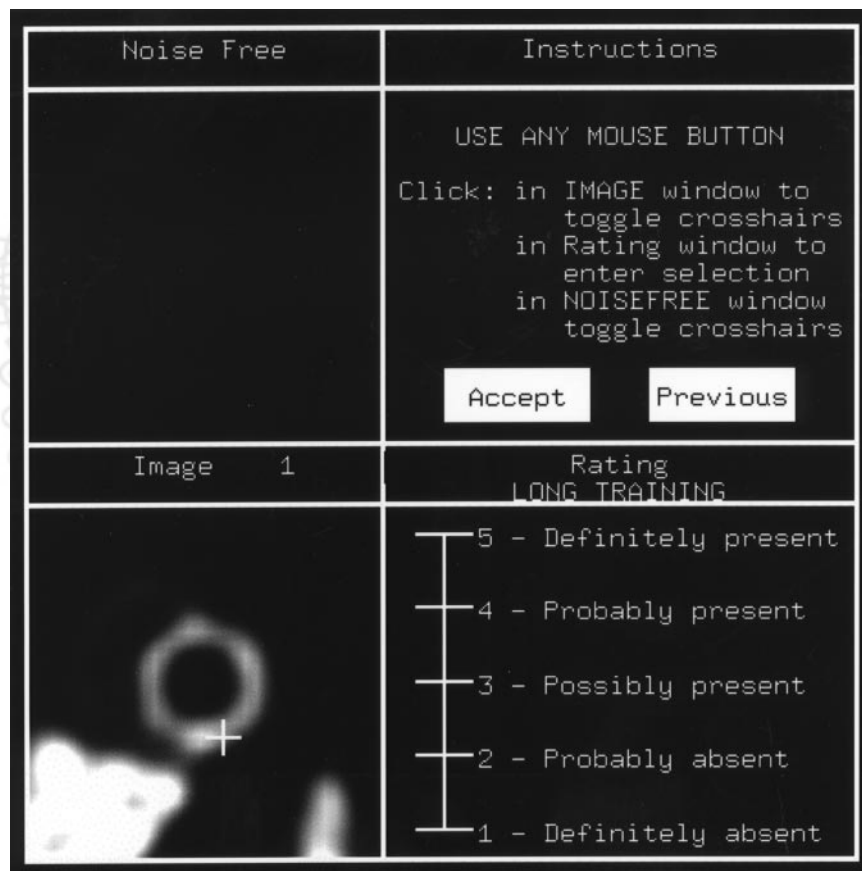 Noise Free
Instructions
USE ANY MOUSE BUTTON
Click: in IMAGE window to
toggle crosshairs
in Rating window to
enter selection
in NOISEFREE window
toggle crosshairs
Accept
Previous
Image 1
Rating
LONG TRAINING
5 - Definitely present
4 - Probably present
3 - Possibly present
2 - Probably absent
1 - Definitely absent